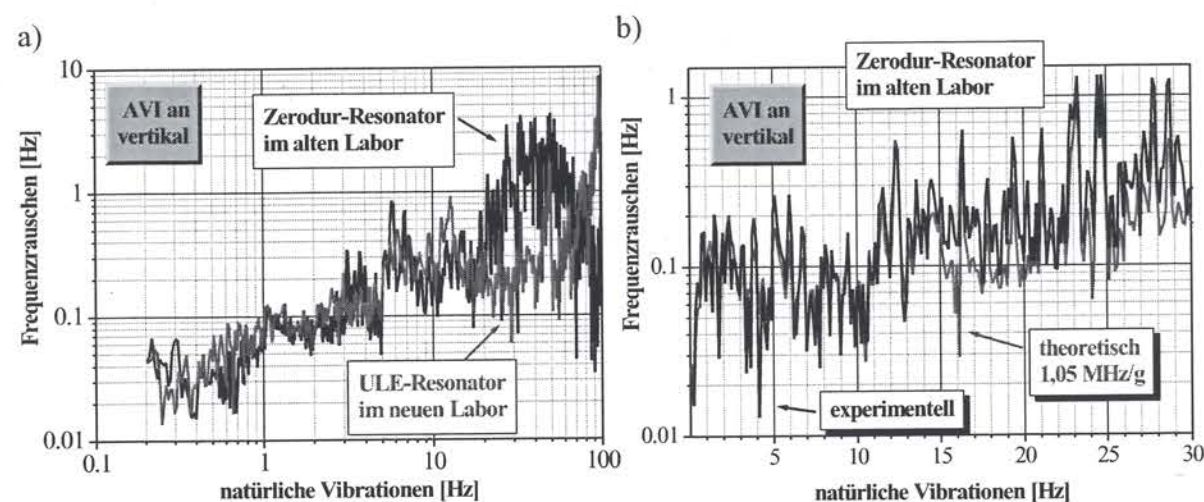 a)
10
1
0.1
0.01
0.1
1
10
100
Frequenzrauschen [Hz]
natürliche Vibrationen [Hz]
AVI an
vertikal
Zerodur-Resonator
im alten Labor
ULE-Resonator
im neuen Labor
b)
Zerodur-Resonator
im alten Labor
1
0.1
0.01
5
10
15
20
25
30
Frequenzrauschen [Hz]
natürliche Vibrationen [Hz]
AVI an
vertikal
theoretisch
1,05 MHz/g
experimentell